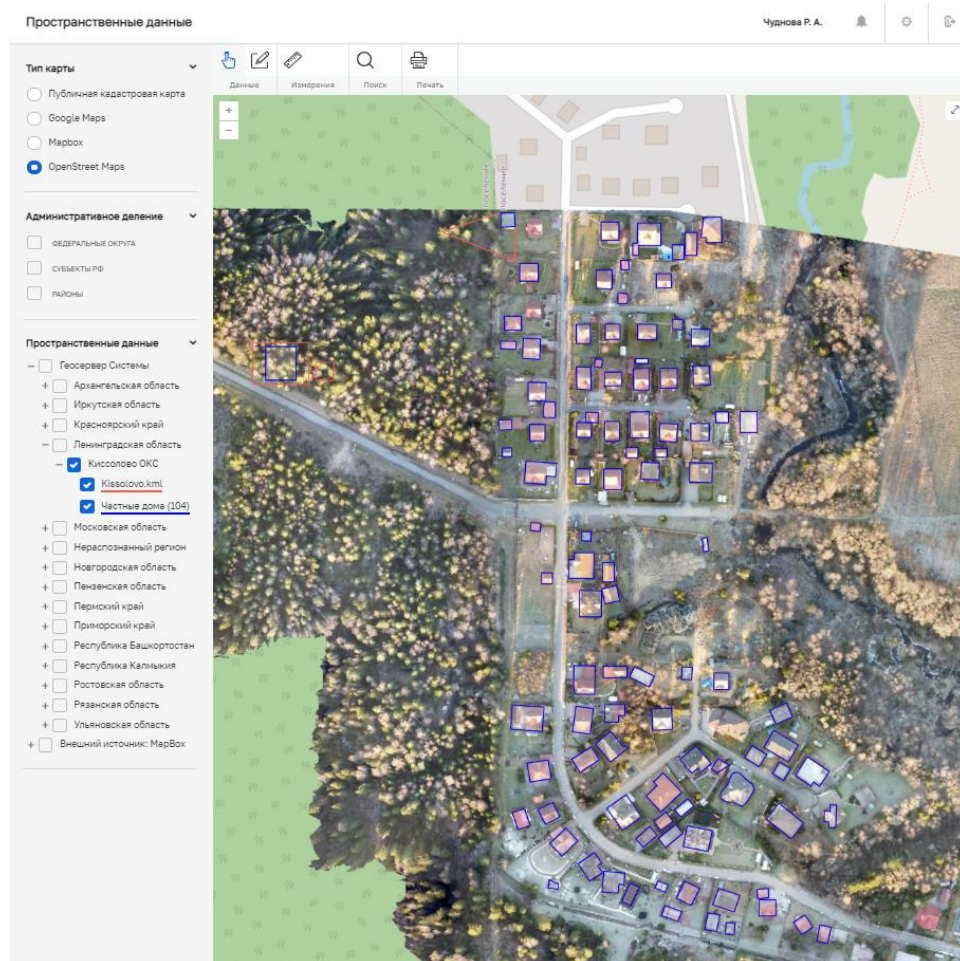 Пространственные данные
Чуднова Р. А.
Тип карты
Публичная кадастровая карта
Google Maps
Mapbox
OpenStreet Maps
Данные
Измерения
Поиск
Печать
+
−
поселение
поселение
Административное деление
ФЕДЕРАЛЬНЫЕ ОКРУГА
СУБЪЕКТЫ РФ
РАЙОНЫ
Пространственные данные
− Геосервер Системы
+ Архангельская область
+ Иркутская область
+ Красноярский край
− Ленинградская область
− Киссолово ОКС
Kissolovo.kml
Частные дома (104)
+ Московская область
+ Нераспознанный регион
+ Новгородская область
+ Пензенская область
+ Пермский край
+ Приморский край
+ Республика Башкортостан
+ Республика Калмыкия
+ Ростовская область
+ Рязанская область
+ Ульяновская область
+ Внешний источник: MapBox